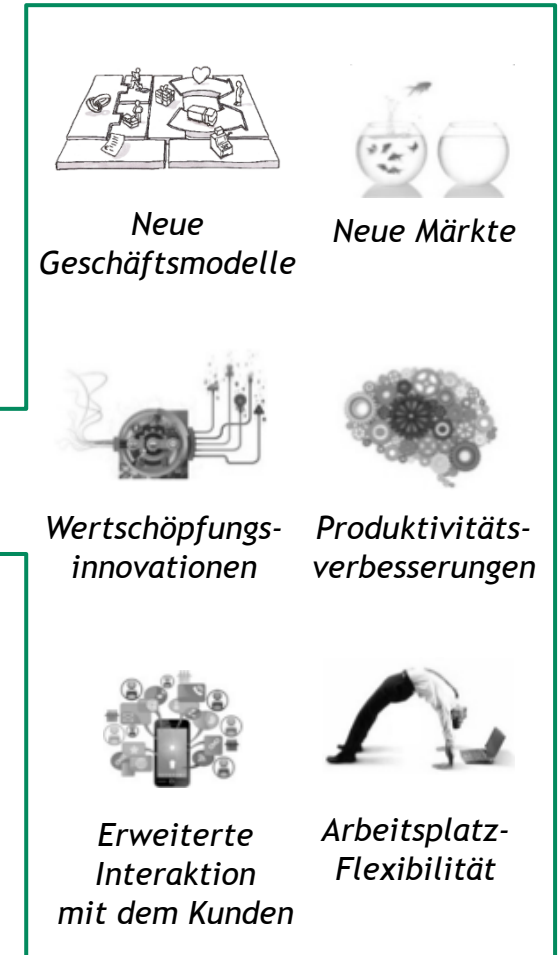 Neue
Geschäftsmodelle
Neue Märkte
Wertschöpfungs-
innovationen
Produktivitäts-
verbesserungen
Erweiterte
Interaktion
mit dem Kunden
Arbeitsplatz-
Flexibilität